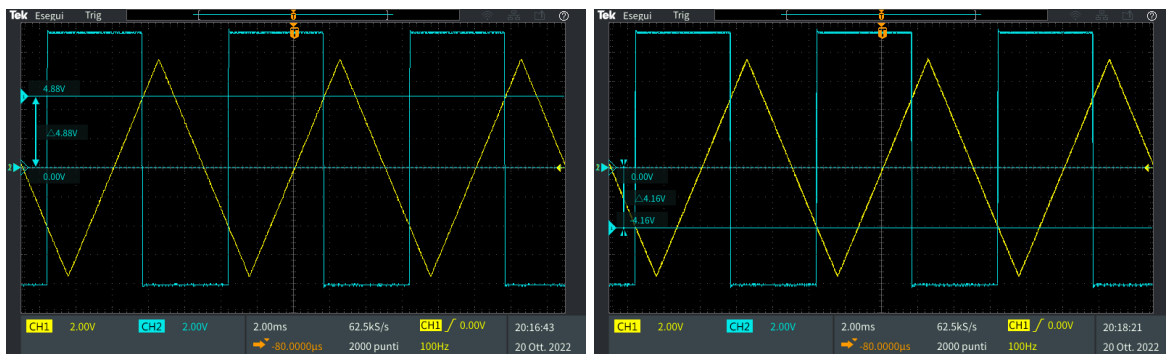 Tek Esegui Trig
T
4.88V
△4.88V
2
0.00V
CH1 2.00V CH2 2.00V 2.00ms 62.5kS/s CH1 0.00V 20:16:43
-80.0000µs 2000 punti 100Hz 20 Ott. 2022
Tek Esegui Trig
T
2
0.00V
△4.16V
-4.16V
CH1 2.00V CH2 2.00V 2.00ms 62.5kS/s CH1 0.00V 20:18:21
-80.0000µs 2000 punti 100Hz 20 Ott. 2022